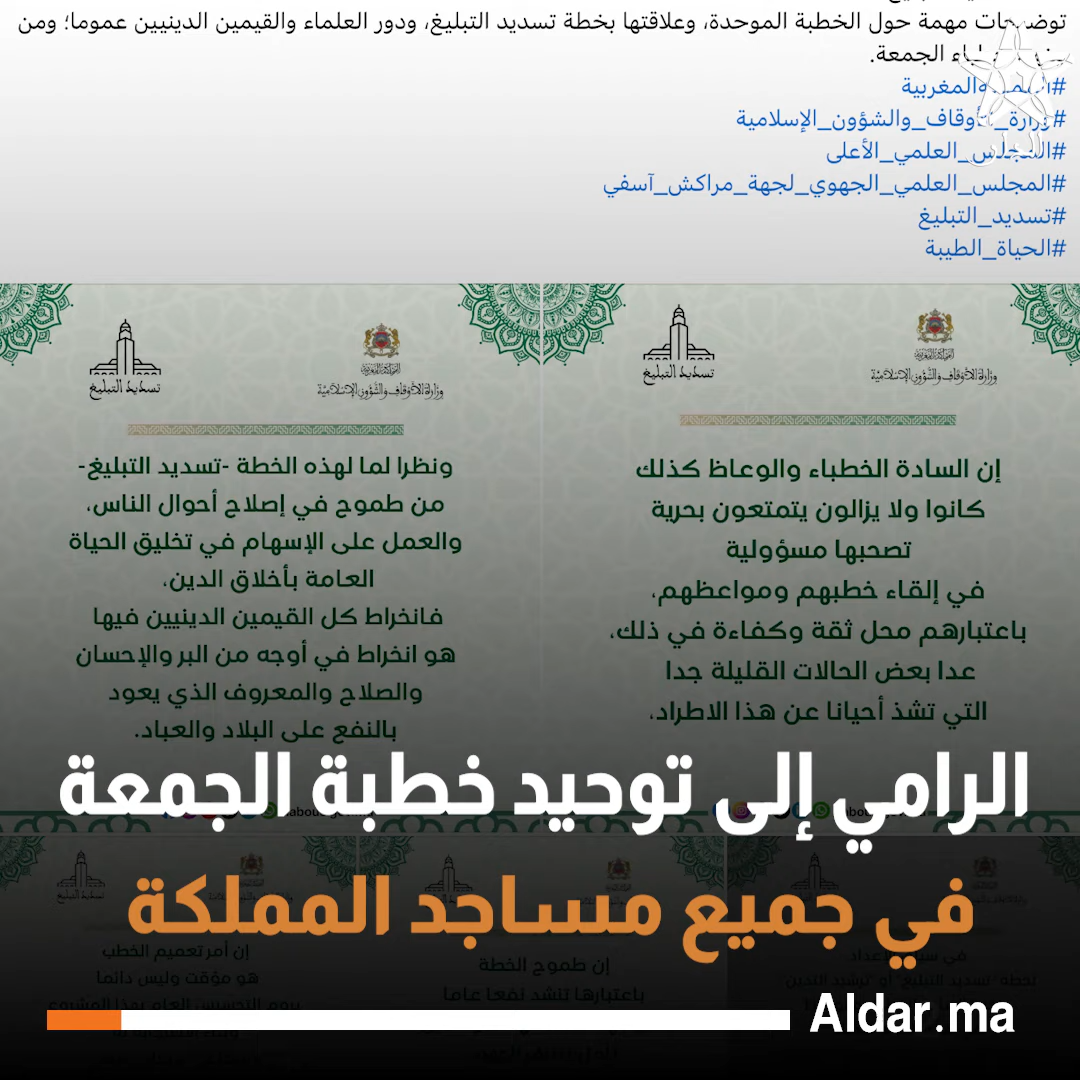 توضيحات مهمة حول الخطبة الموحدة، وعلاقتها بخطة تسديد التبليغ، ودور العلماء والقيمين الدينيين عموما؛ ومن
الجمعة.
#وزارة_الأوقاف_والشؤون_الإسلامية
#المجلس_العلمي_الأعلى
#المجلس_العلمي_الجهوي_لجهة_مراكش_آسفي
#تسديد_التبليغ
#الحياة_الطيبة
المملكة المغربية
وزارة الأوقاف والشؤون الإسلامية
تسديد التبليغ
إن السادة الخطباء والوعاظ كذلك
كانوا ولا يزالون يتمتعون بحرية
تصحبها مسؤولية
في إلقاء خطبهم ومواعظهم،
باعتبارهم محل ثقة وكفاءة في ذلك،
عدا بعض الحالات القليلة جدا
التي تشذ أحيانا عن هذا الاطراد.
المملكة المغربية
وزارة الأوقاف والشؤون الإسلامية
تسديد التبليغ
ونظرا لما لهذه الخطة -تسديد التبليغ-
من طموح في إصلاح أحوال الناس،
والعمل على الإسهام في تخليق الحياة
العامة بأخلاق الدين،
فانخراط كل القيمين الدينيين فيها
هو انخراط في أوجه من البر والإحسان
والصلاح والمعروف الذي يعود
بالنفع على البلاد والعباد.
الرامي إلى توحيد خطبة الجمعة
في جميع مساجد المملكة
إن طموح الخطة
باعتبارها تنشد نفعا عاما
إن أمر تعميم الخطب
هو مؤقت وليس دائما
Aldar.ma